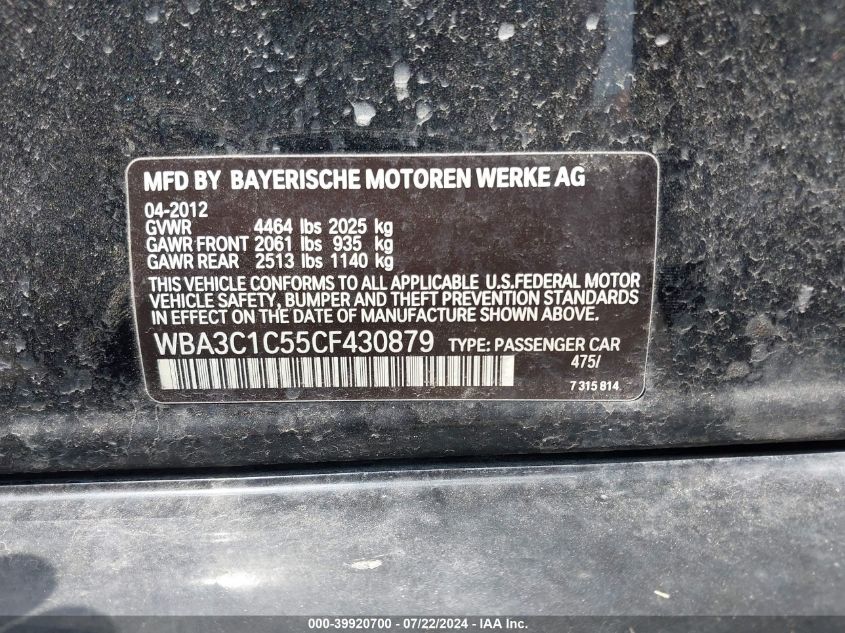 MFD BY BAYERISCHE MOTOREN WERKE AG
04-2012
GVWR 4464 lbs 2025 kg
GAWR FRONT 2061 lbs 935 kg
GAWR REAR 2513 lbs 1140 kg
THIS VEHICLE CONFORMS TO ALL APPLICABLE U.S.FEDERAL MOTOR
VEHICLE SAFETY, BUMPER AND THEFT PREVENTION STANDARDS
IN EFFECT ON THE DATE OF MANUFACTURE SHOWN ABOVE.
WBA3C1C55CF430879 TYPE: PASSENGER CAR
475/
7 315 814
000-39920700 - 07/22/2024 - IAA Inc.